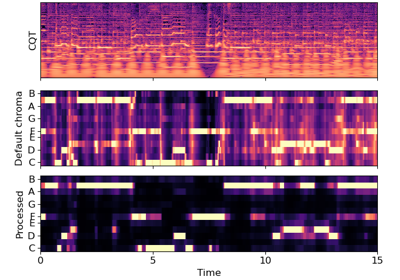 CQT
Default chroma
B
A
G
F
E
D
C
Processed
B
A
G
F
E
D
C
0 5 10 15
Time